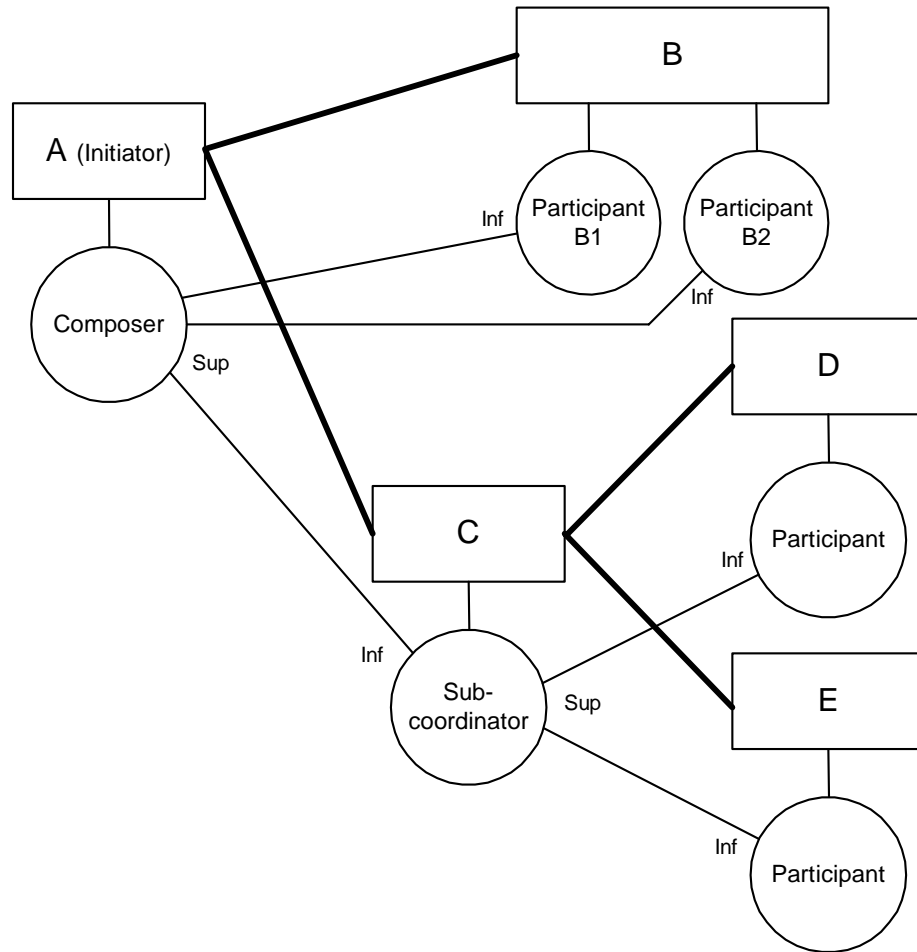 B
A (Initiator)
Participant
B1
Participant
B2
Inf
Inf
Composer
Sup
D
C
Participant
Inf
Inf
Sub-
coordinator
Sup
E
Inf
Participant